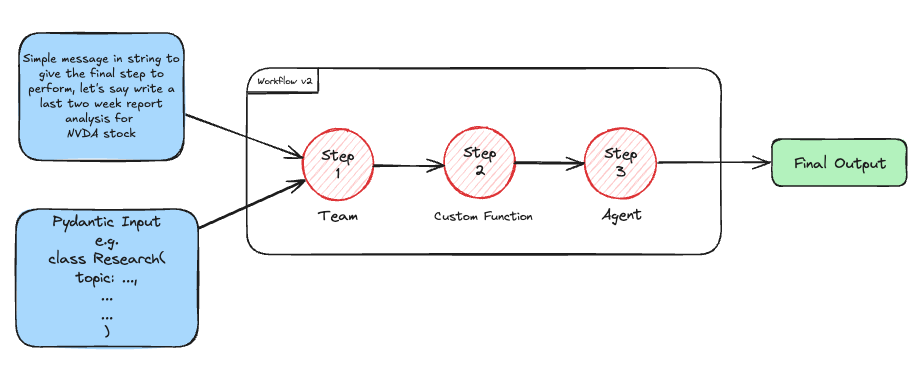 Simple message in string to
give the final step to
perform, let's say write a
last two week report
analysis for
NVDA stock
Pydantic Input
e.g.
class Research(
topic: ...,
...
...
)
Workflow v2
Step
1
Team
Step
2
Custom Function
Step
3
Agent
Final Output